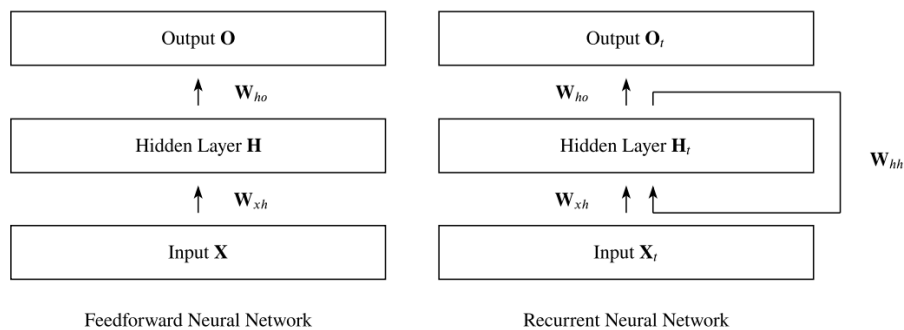 Output O
W_ho
Hidden Layer H
W_xh
Input X
Feedforward Neural Network
Output O_t
W_ho
Hidden Layer H_t
W_hh
W_xh
Input X_t
Recurrent Neural Network